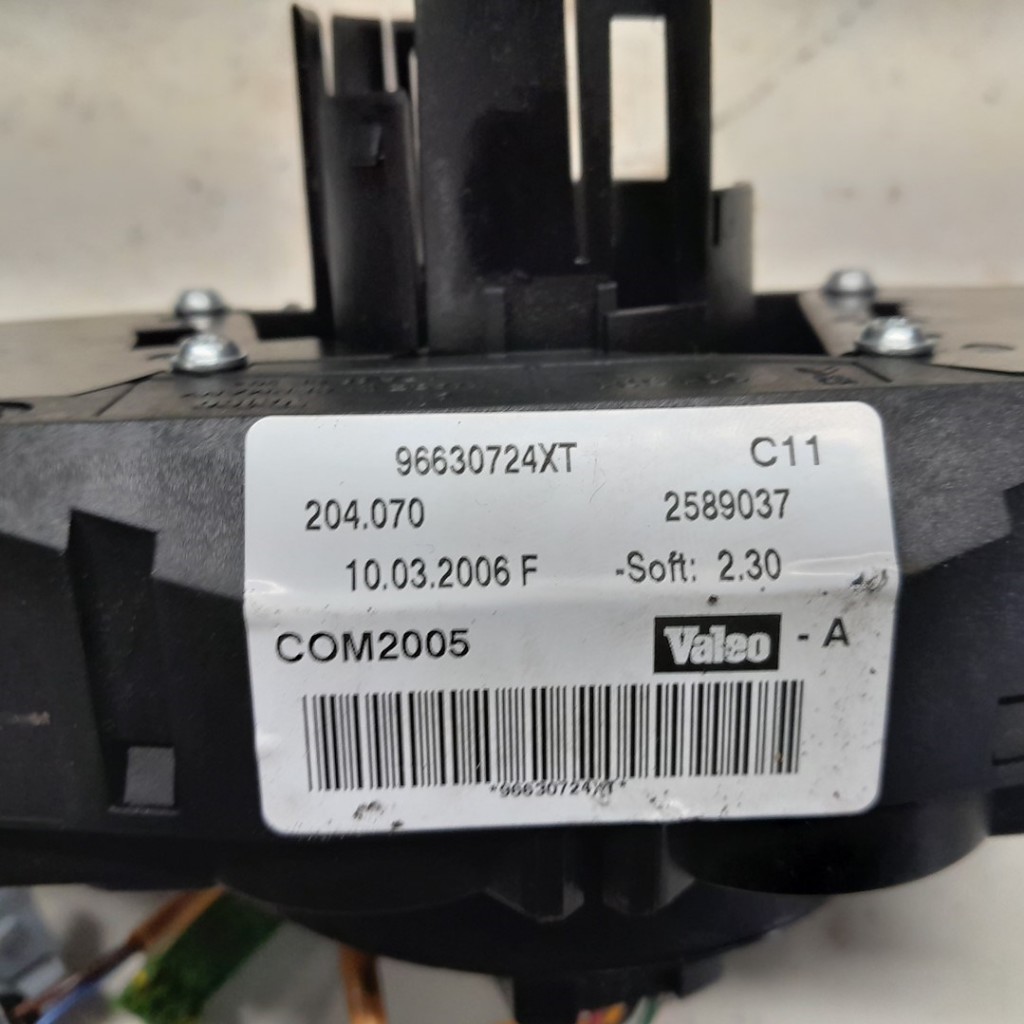 96630724XT C11
204.070 2589037
10.03.2006 F -Soft: 2.30
COM2005 Valeo - A
*96630724XT*